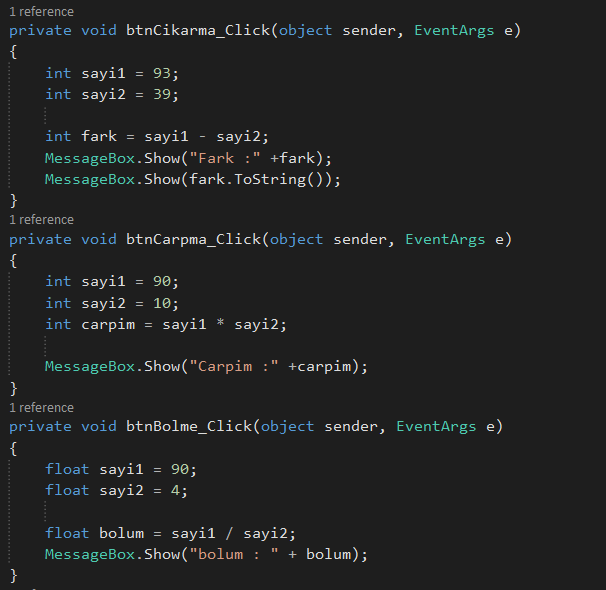 1 reference
private void btnCikarma_Click(object sender, EventArgs e)
{
int sayi1 = 93;
int sayi2 = 39;
int fark = sayi1 - sayi2;
MessageBox.Show("Fark :" +fark);
MessageBox.Show(fark.ToString());
}
1 reference
private void btnCarpma_Click(object sender, EventArgs e)
{
int sayi1 = 90;
int sayi2 = 10;
int carpim = sayi1 * sayi2;
MessageBox.Show("Carpim :" +carpim);
}
1 reference
private void btnBolme_Click(object sender, EventArgs e)
{
float sayi1 = 90;
float sayi2 = 4;
float bolum = sayi1 / sayi2;
MessageBox.Show("bolum : " + bolum);
}